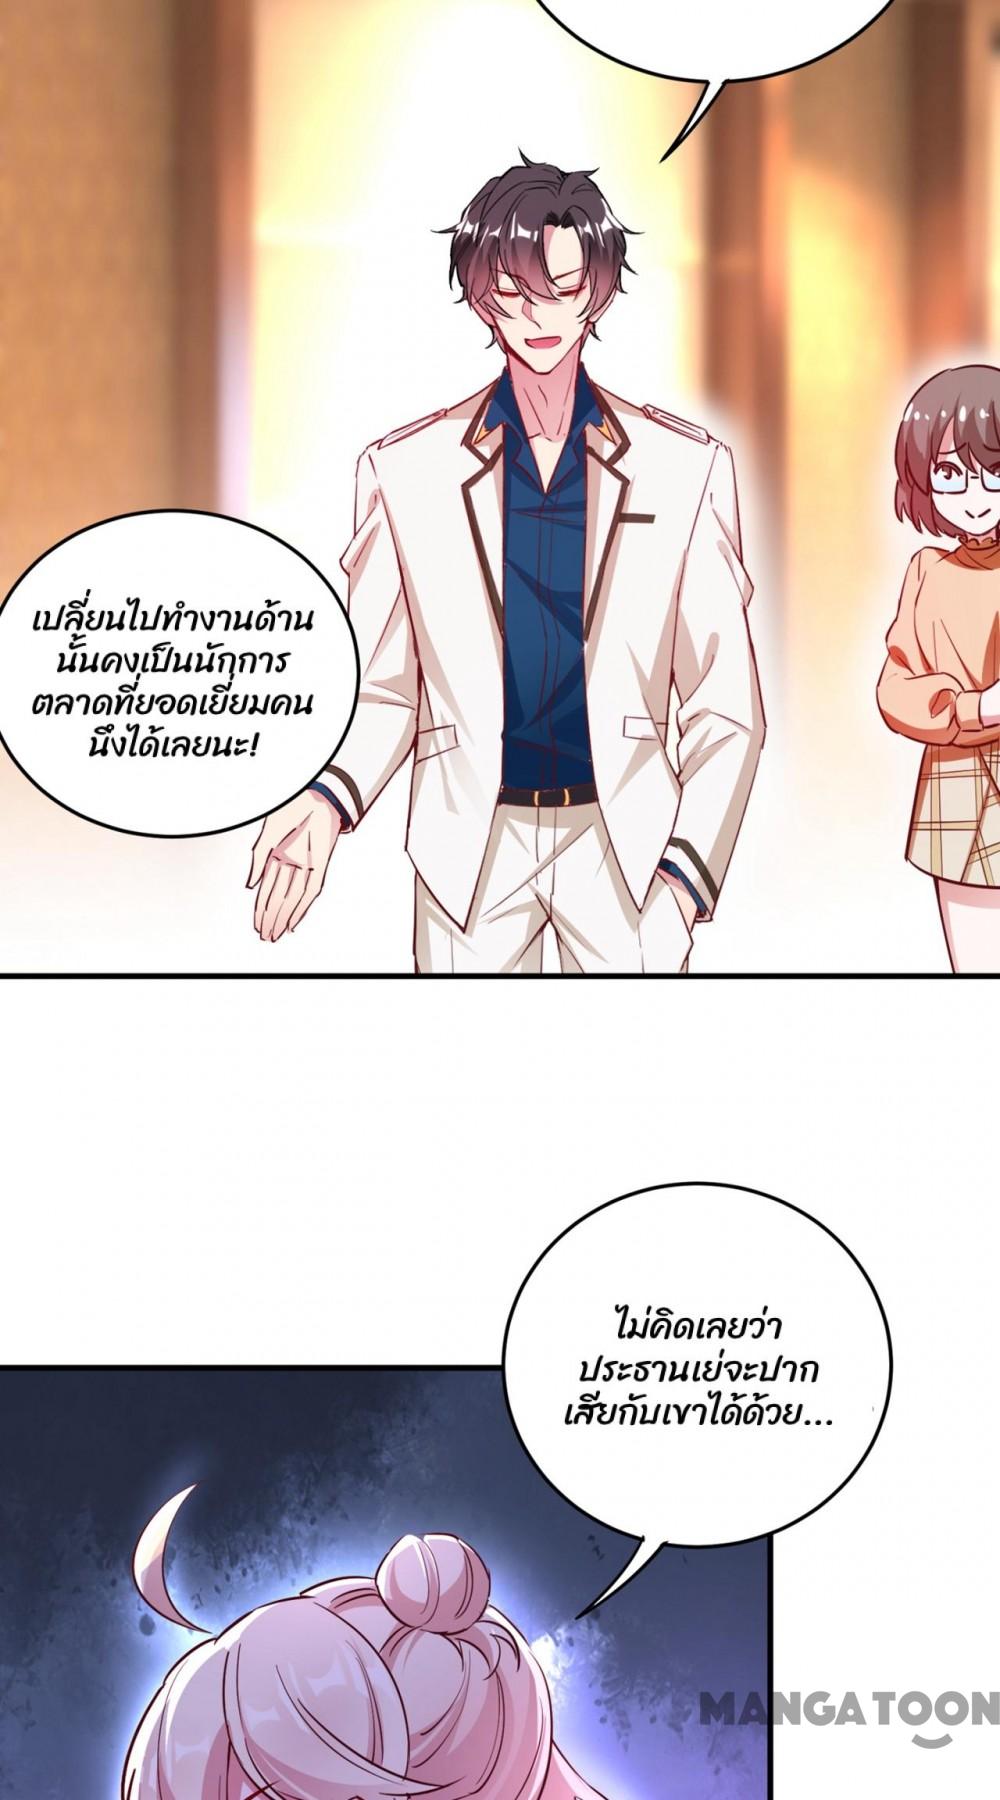 เปลี่ยนไปทำงานด้าน
นั้นคงเป็นนักการ
ตลาดที่ยอดเยี่ยมคน
นึงได้เลยนะ!
ไม่คิดเลยว่า
ประธานเย่จะปาก
เสียกับเขาได้ด้วย...
MANGATOON